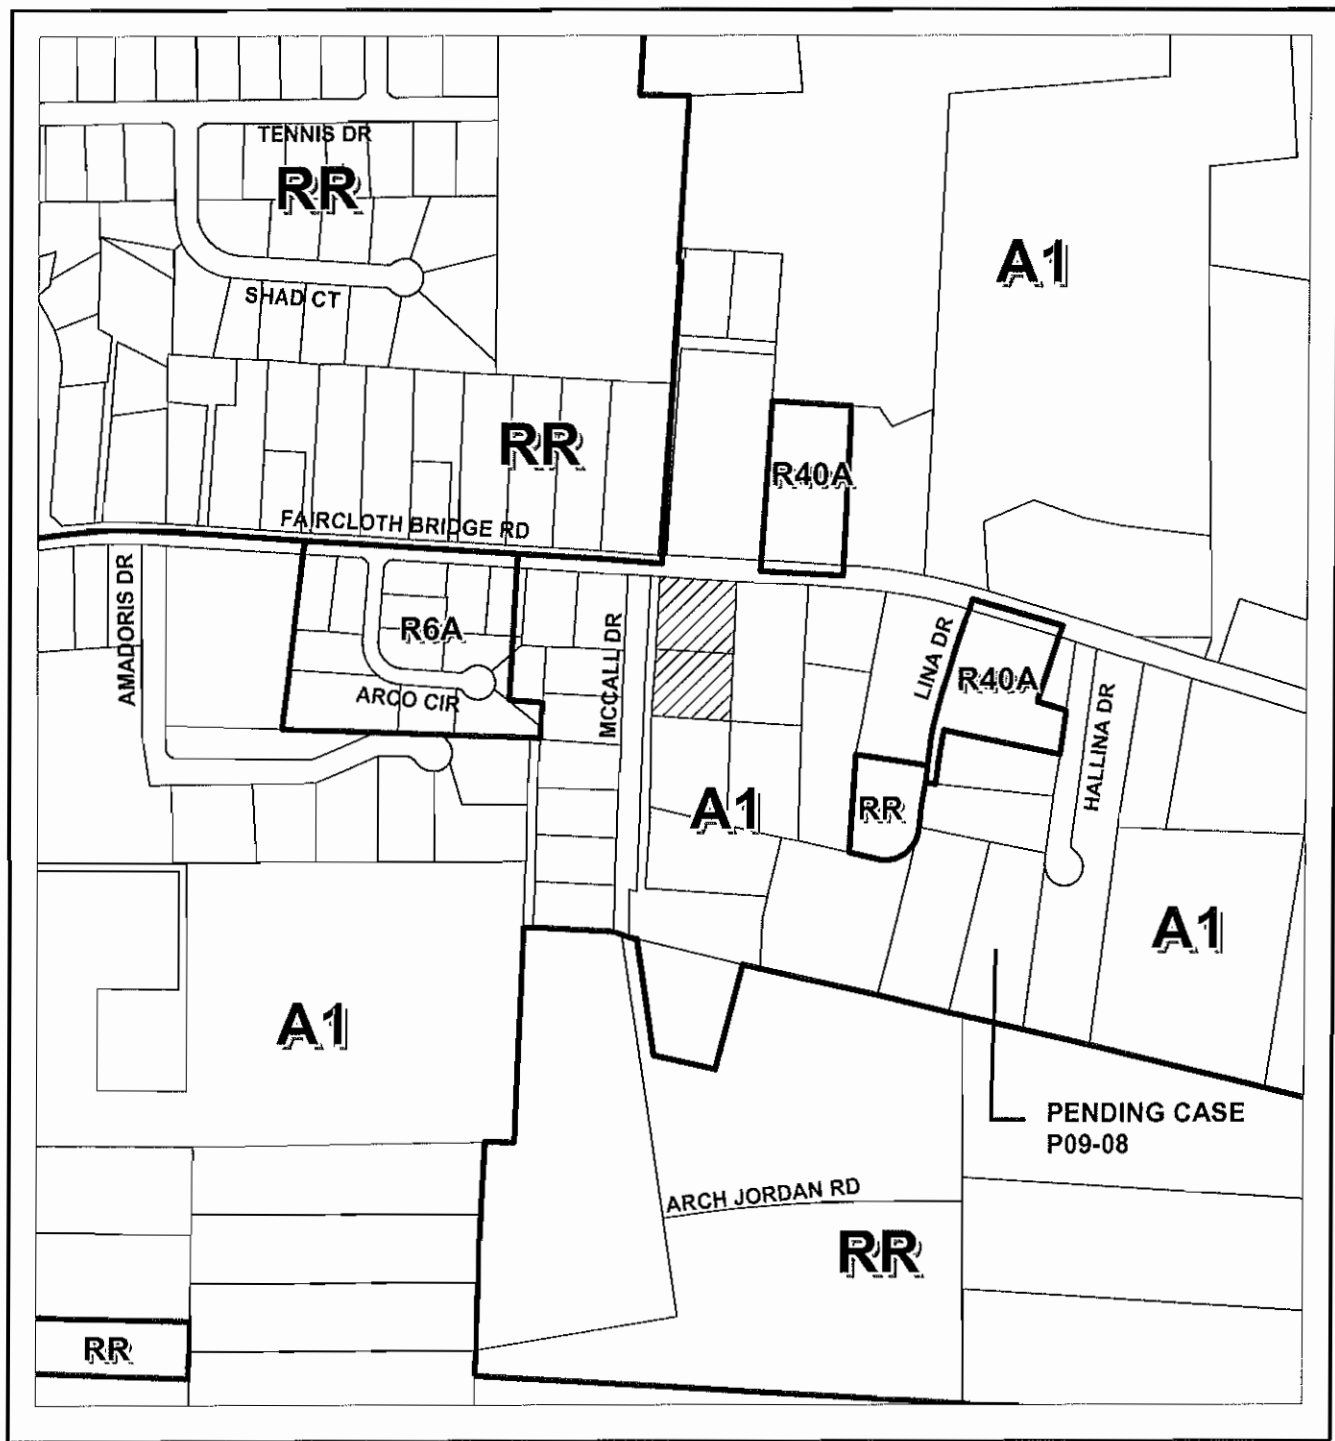 TENNIS DR
RR
A1
SHAD CT
RR
R40A
FAIRCLOTH BRIDGE RD
AMADORIS DR
R6A
ARCO CIR
MCCALL DR
LINA DR
R40A
HALLINA DR
A1
RR
A1
A1
PENDING CASE
P09-08
ARCH JORDAN RD
RR
RR